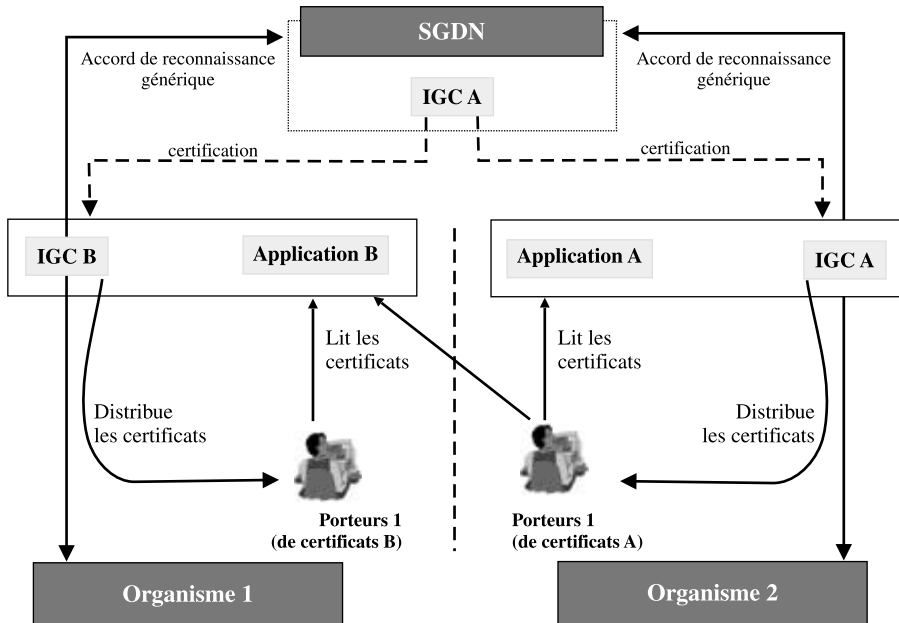 SGDN
Accord de reconnaissance
générique
Accord de reconnaissance
générique
IGC A
certification
certification
IGC B
Application B
Application A
IGC A
Lit les
certificats
Lit les
certificats
Distribue
les certificats
Distribue
les certificats
Porteurs 1
(de certificats B)
Porteurs 1
(de certificats A)
Organisme 1
Organisme 2